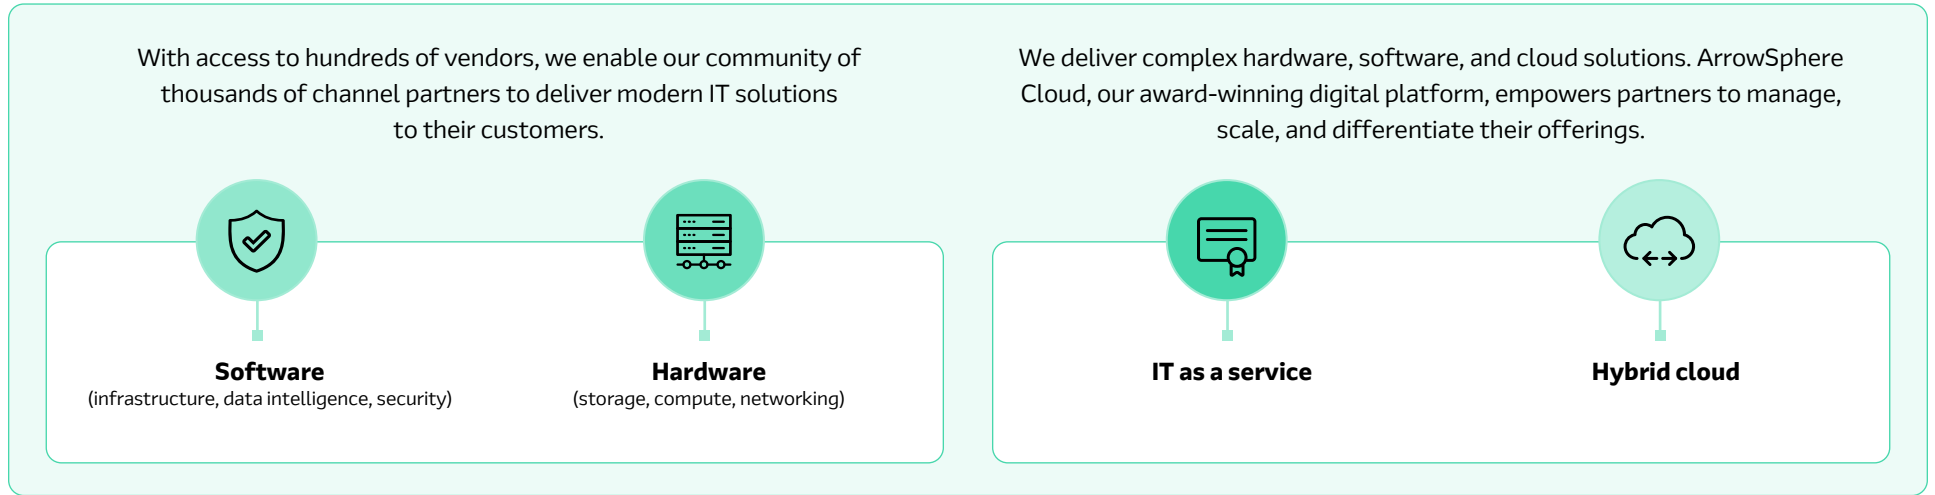 With access to hundreds of vendors, we enable our community of
thousands of channel partners to deliver modern IT solutions
to their customers.
Software
(infrastructure, data intelligence, security)
Hardware
(storage, compute, networking)
We deliver complex hardware, software, and cloud solutions. ArrowSphere
Cloud, our award-winning digital platform, empowers partners to manage,
scale, and differentiate their offerings.
IT as a service
Hybrid cloud